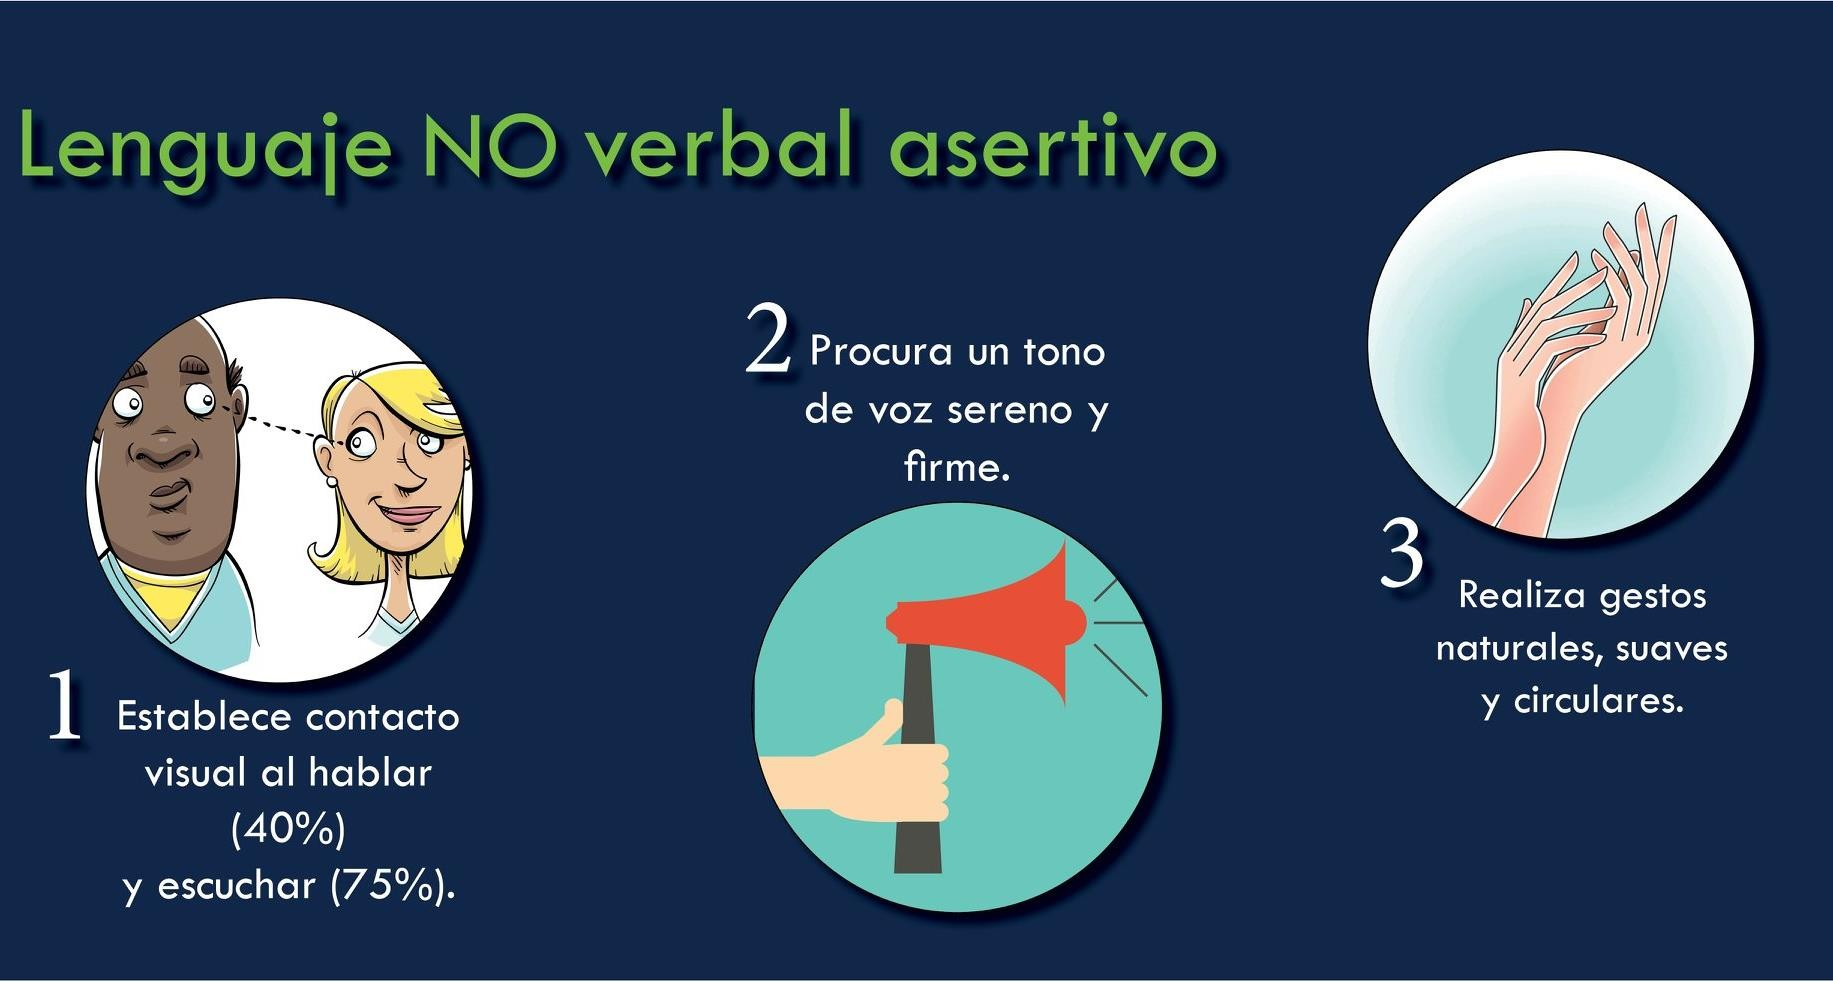 Lenguaje NO verbal asertivo
1
Establece contacto
visual al hablar
(40%)
y escuchar (75%).
2
Procura un tono
de voz sereno y
firme.
3
Realiza gestos
naturales, suaves
y circulares.